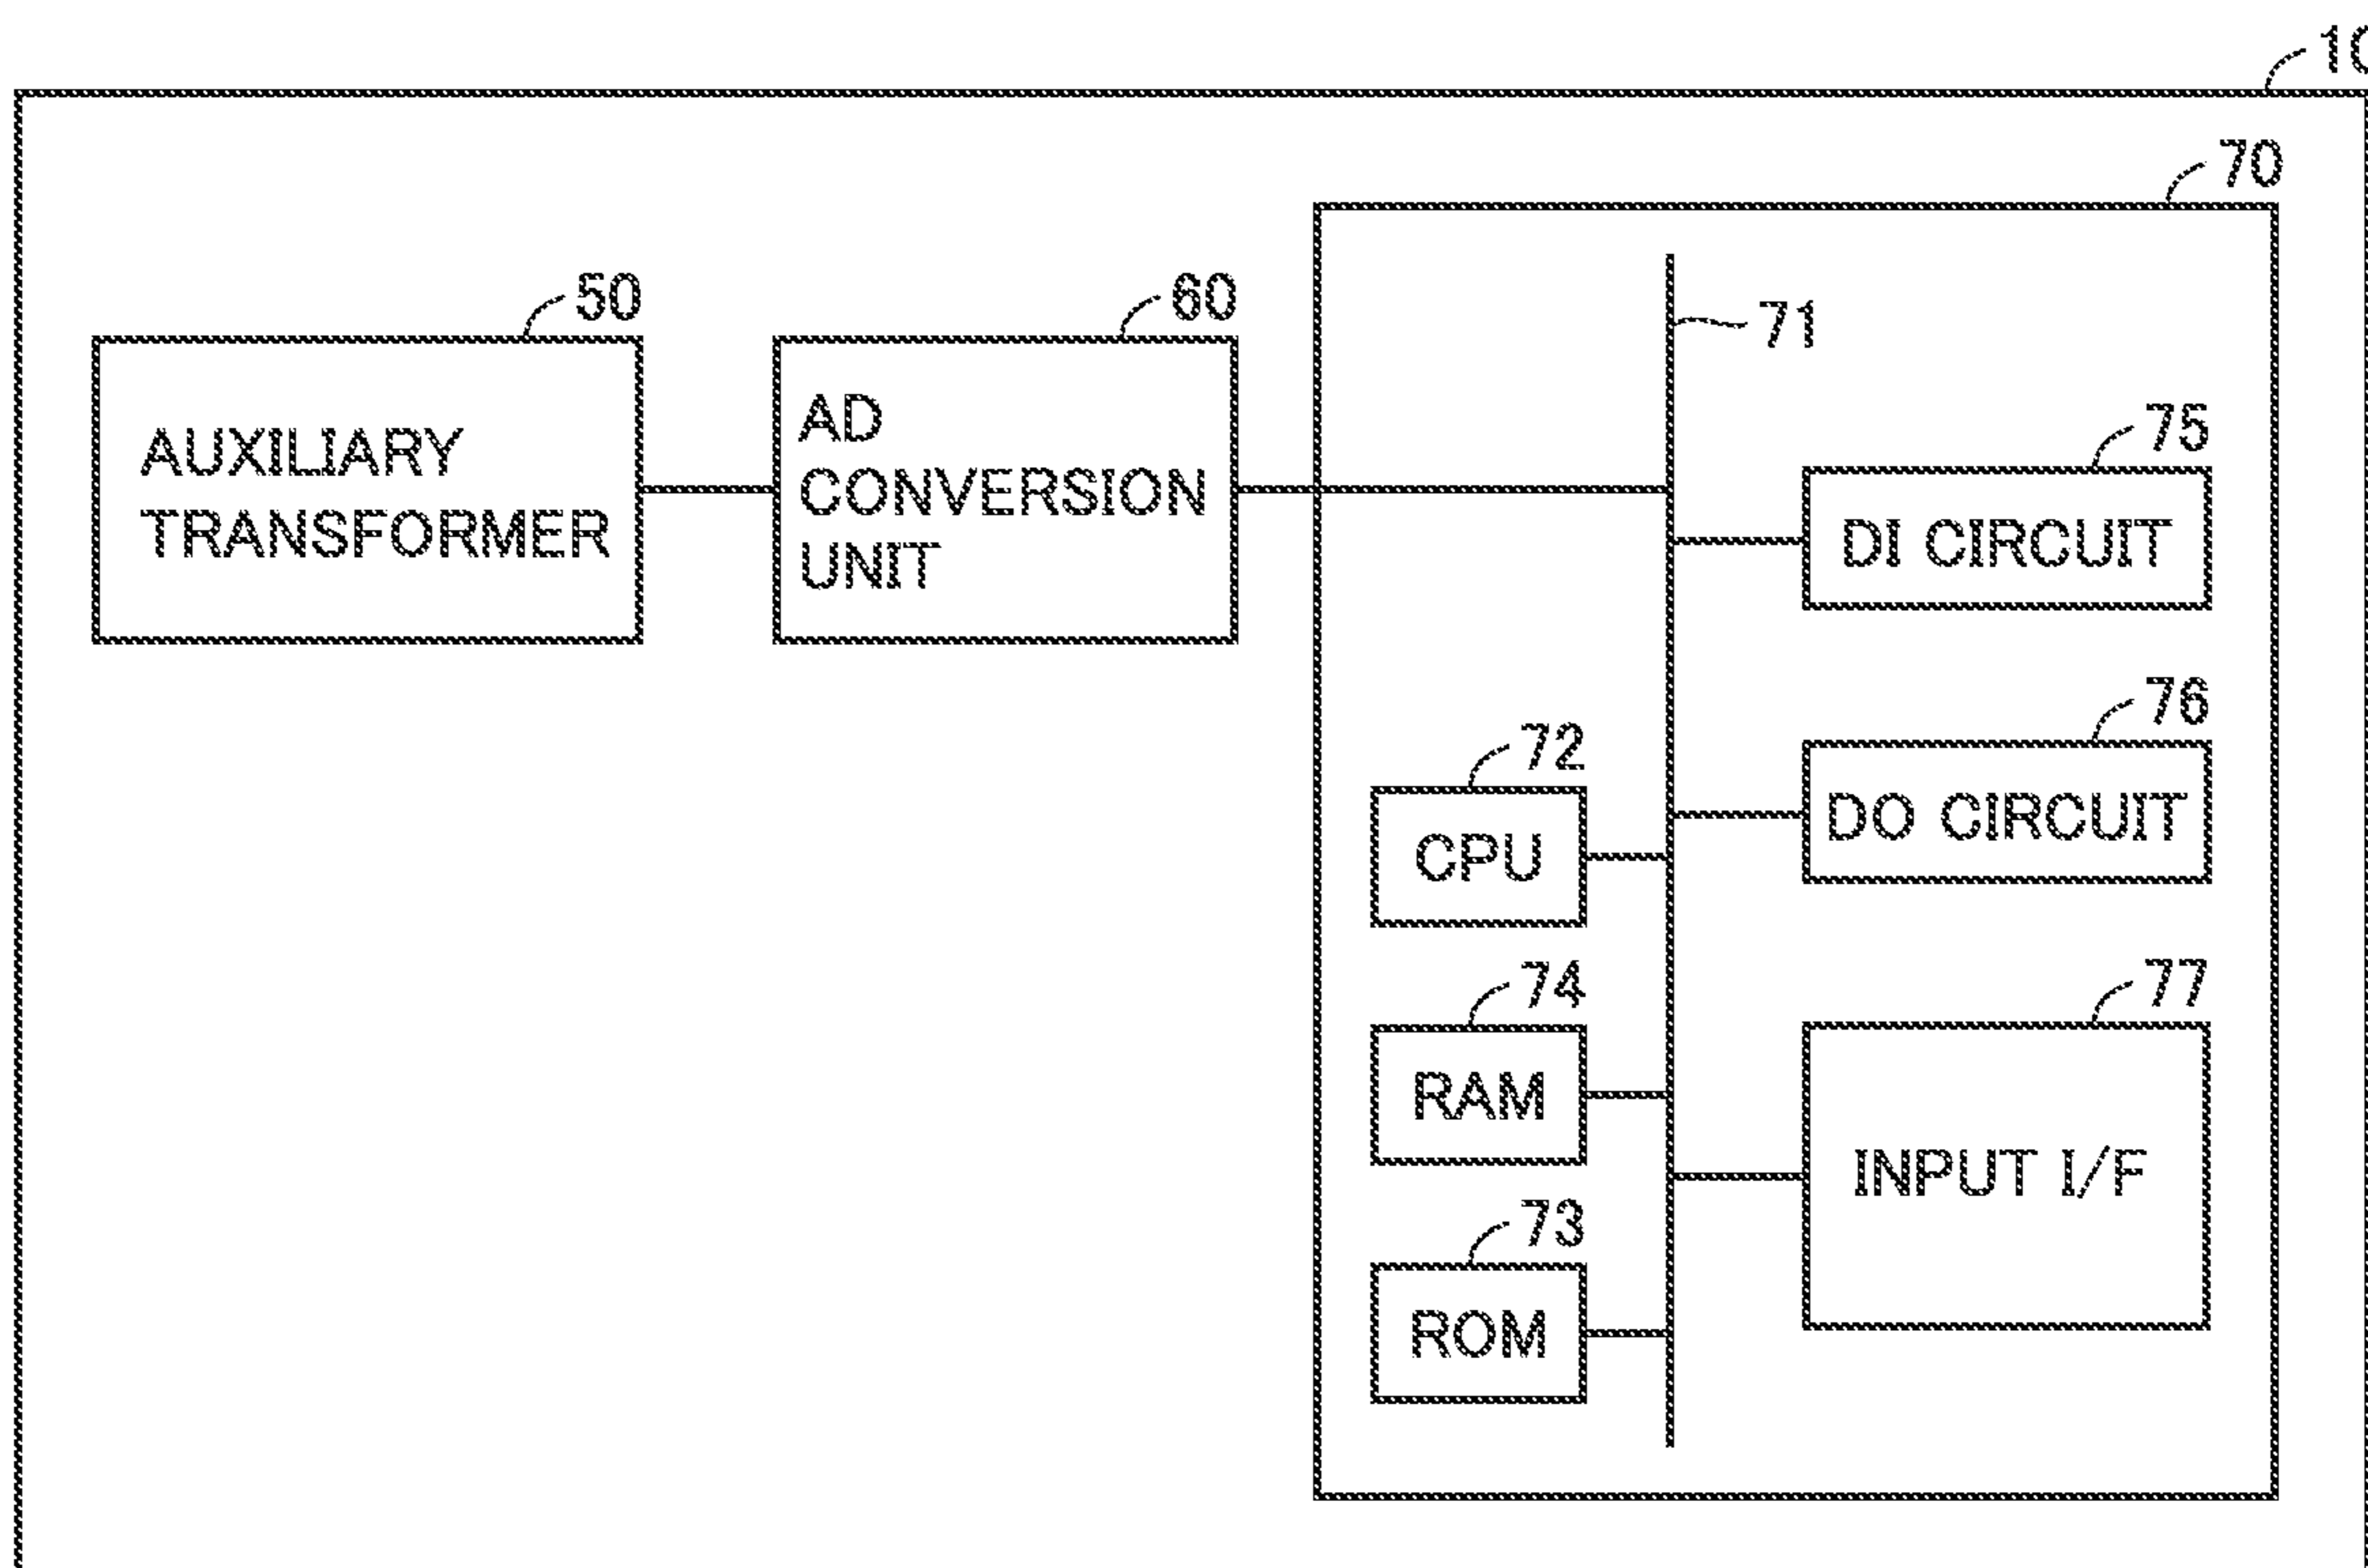 70
50
60
71
AUXILIARY
TRANSFORMER
AD
CONVERSION
UNIT
75
DI CIRCUIT
76
DO CIRCUIT
72
CPU
74
RAM
77
INPUT I/F
73
ROM